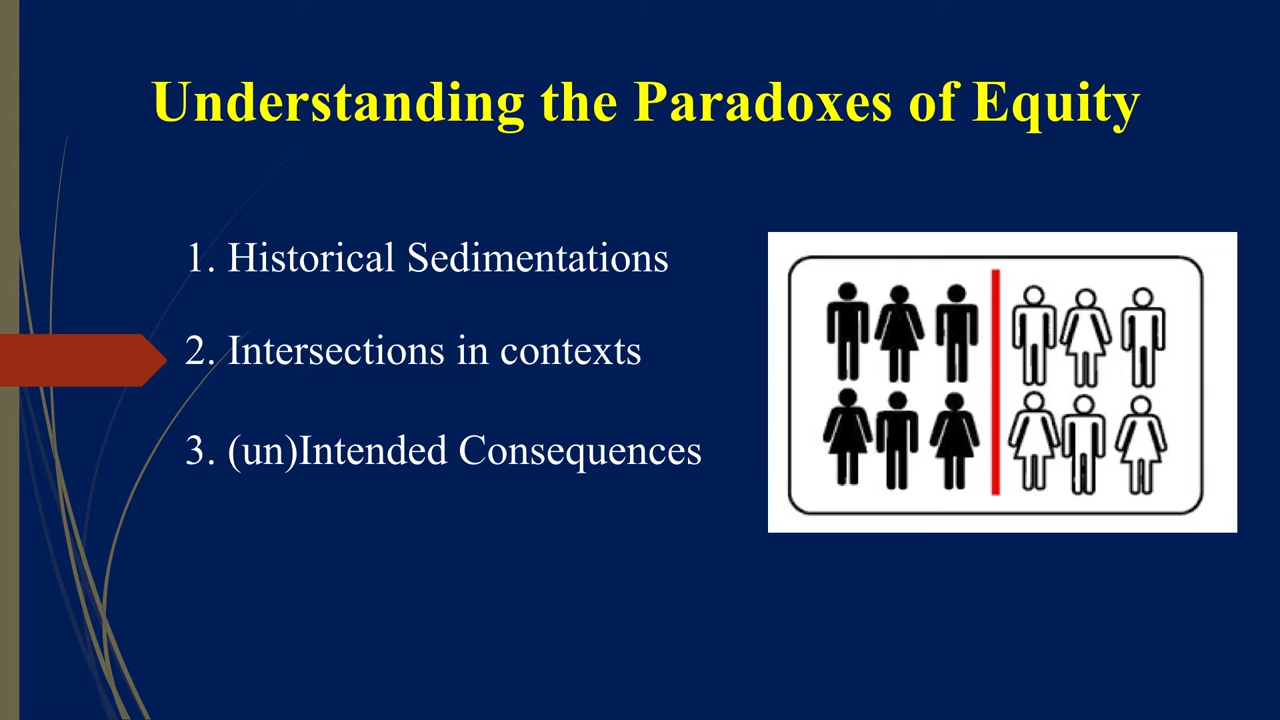 Understanding the Paradoxes of Equity
1. Historical Sedimentations
2. Intersections in contexts
3. (un)Intended Consequences